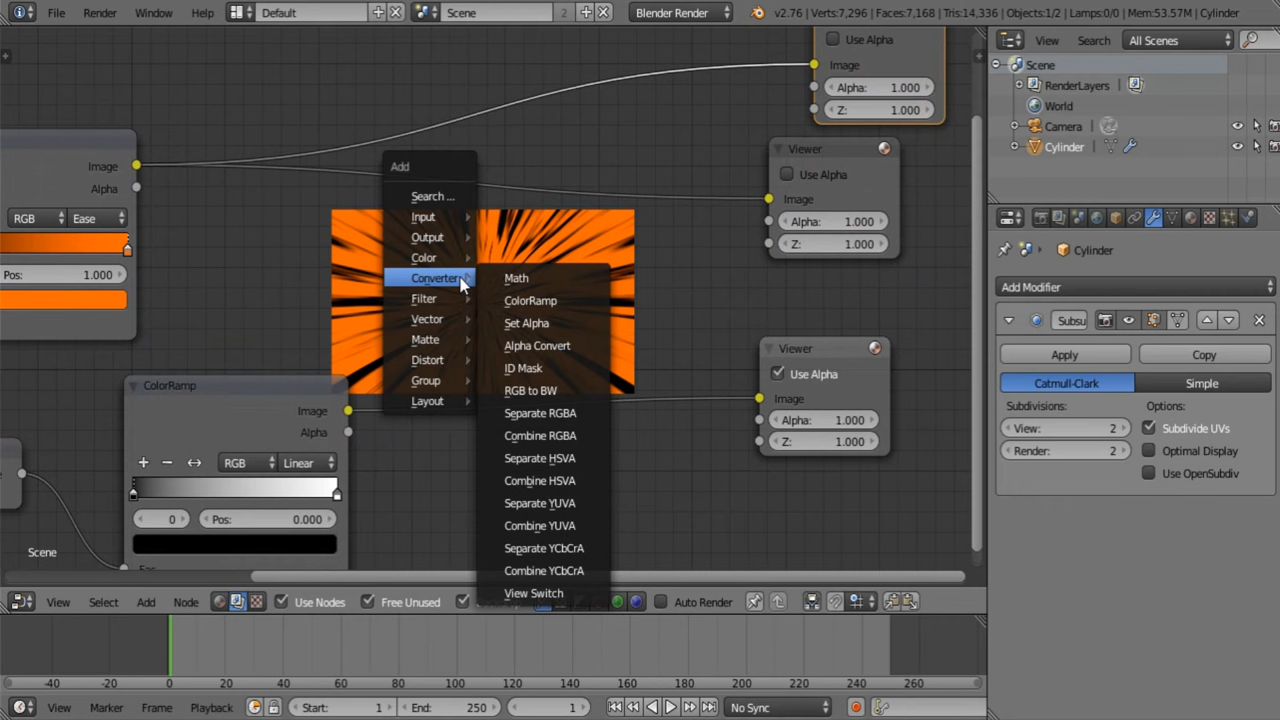 File Render Window Help Default Scene 2 Blender Render v2.76 | Verts:7,296 | Faces:7,168 | Tris:14,336 | Objects:1/2 | Lamps:0/0 | Mem:53.57M | Cylinder
Use Alpha
Image
Alpha: 1.000
Z: 1.000
View Search All Scenes
Scene
RenderLayers
World
Camera
Cylinder
Image
Alpha
RGB Ease
Pos: 1.000
Viewer
Use Alpha
Image
Alpha: 1.000
Z: 1.000
Add
Search ...
Input
Output
Color
Converter
Filter
Vector
Matte
Distort
Group
Layout
Math
ColorRamp
Set Alpha
Alpha Convert
ID Mask
RGB to BW
Separate RGBA
Combine RGBA
Separate HSVA
Combine HSVA
Separate YUVA
Combine YUVA
Separate YCbCrA
Combine YCbCrA
View Switch
Viewer
Use Alpha
Image
Alpha: 1.000
Z: 1.000
ColorRamp
Image
Alpha
RGB Linear
0 Pos: 0.000
Scene
Cylinder
Add Modifier
Subsu
Apply Copy
Catmull-Clark Simple
Subdivisions: Options:
View: 2 Subdivide UVs
Render: 2 Optimal Display
Use OpenSubdiv
View Select Add Node Use Nodes Free Unused Auto Render
-40 -20 0 20 40 60 80 100 120 140 160 180 200 220 240 260
View Marker Frame Playback Start: 1 End: 250 1 No Sync